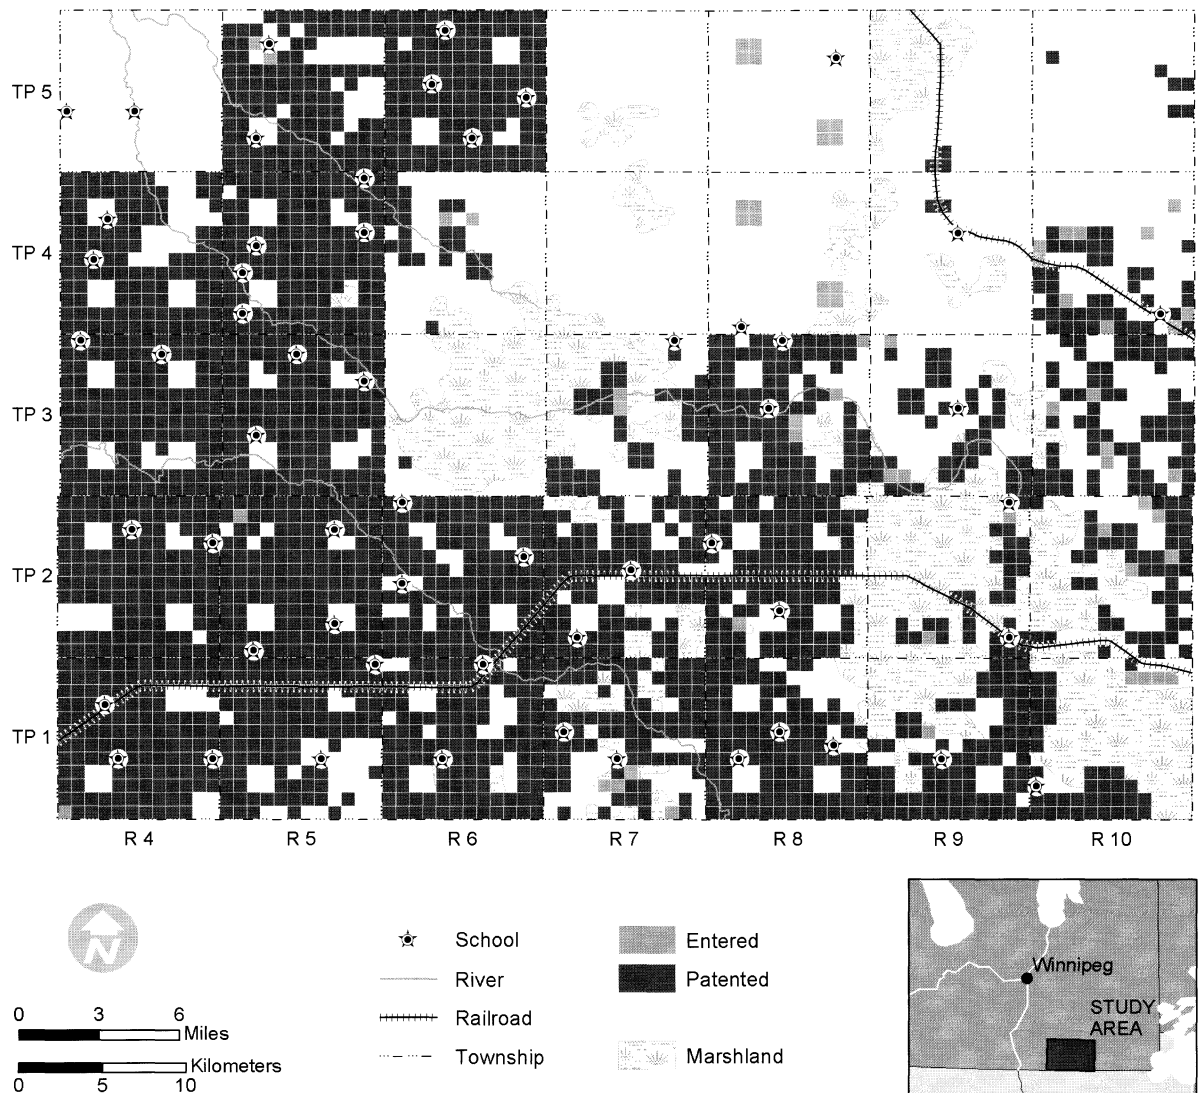 TP 5
TP 4
TP 3
TP 2
TP 1
R 4 R 5 R 6 R 7 R 8 R 9 R 10
N
0 3 6
Miles
Kilometers
0 5 10
School
River
Railroad
Township
Entered
Patented
Marshland
Winnipeg
STUDY
AREA